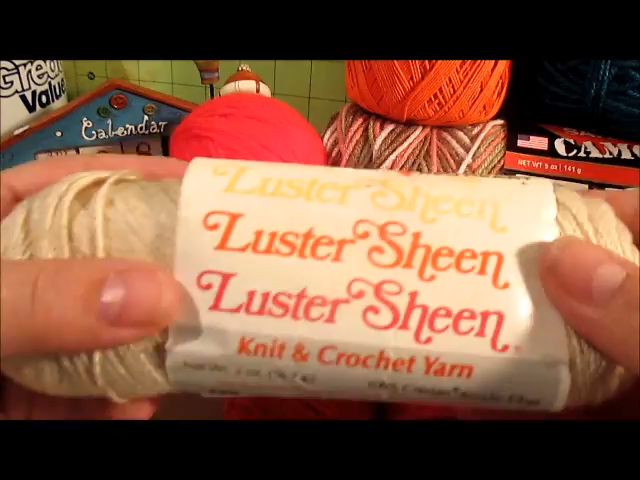 Great
Value
Calendar
NET WT 5 oz | 141 g
CAMO
Luster Sheen
Luster Sheen
Luster Sheen
Knit & Crochet Yarn